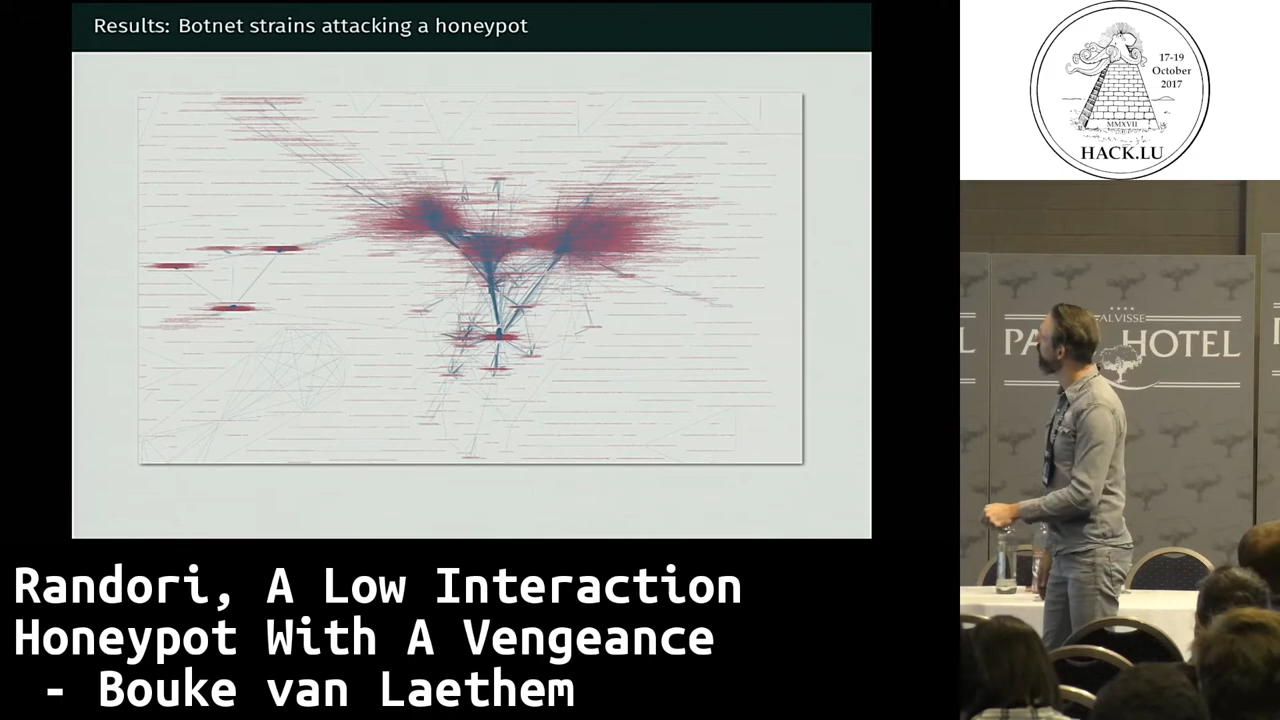 Results: Botnet strains attacking a honeypot
17-19
October
2017
MMXVII
HACK.LU
ALVISSE
HOTEL
Randori, A Low Interaction
Honeypot With A Vengeance
- Bouke van Laethem